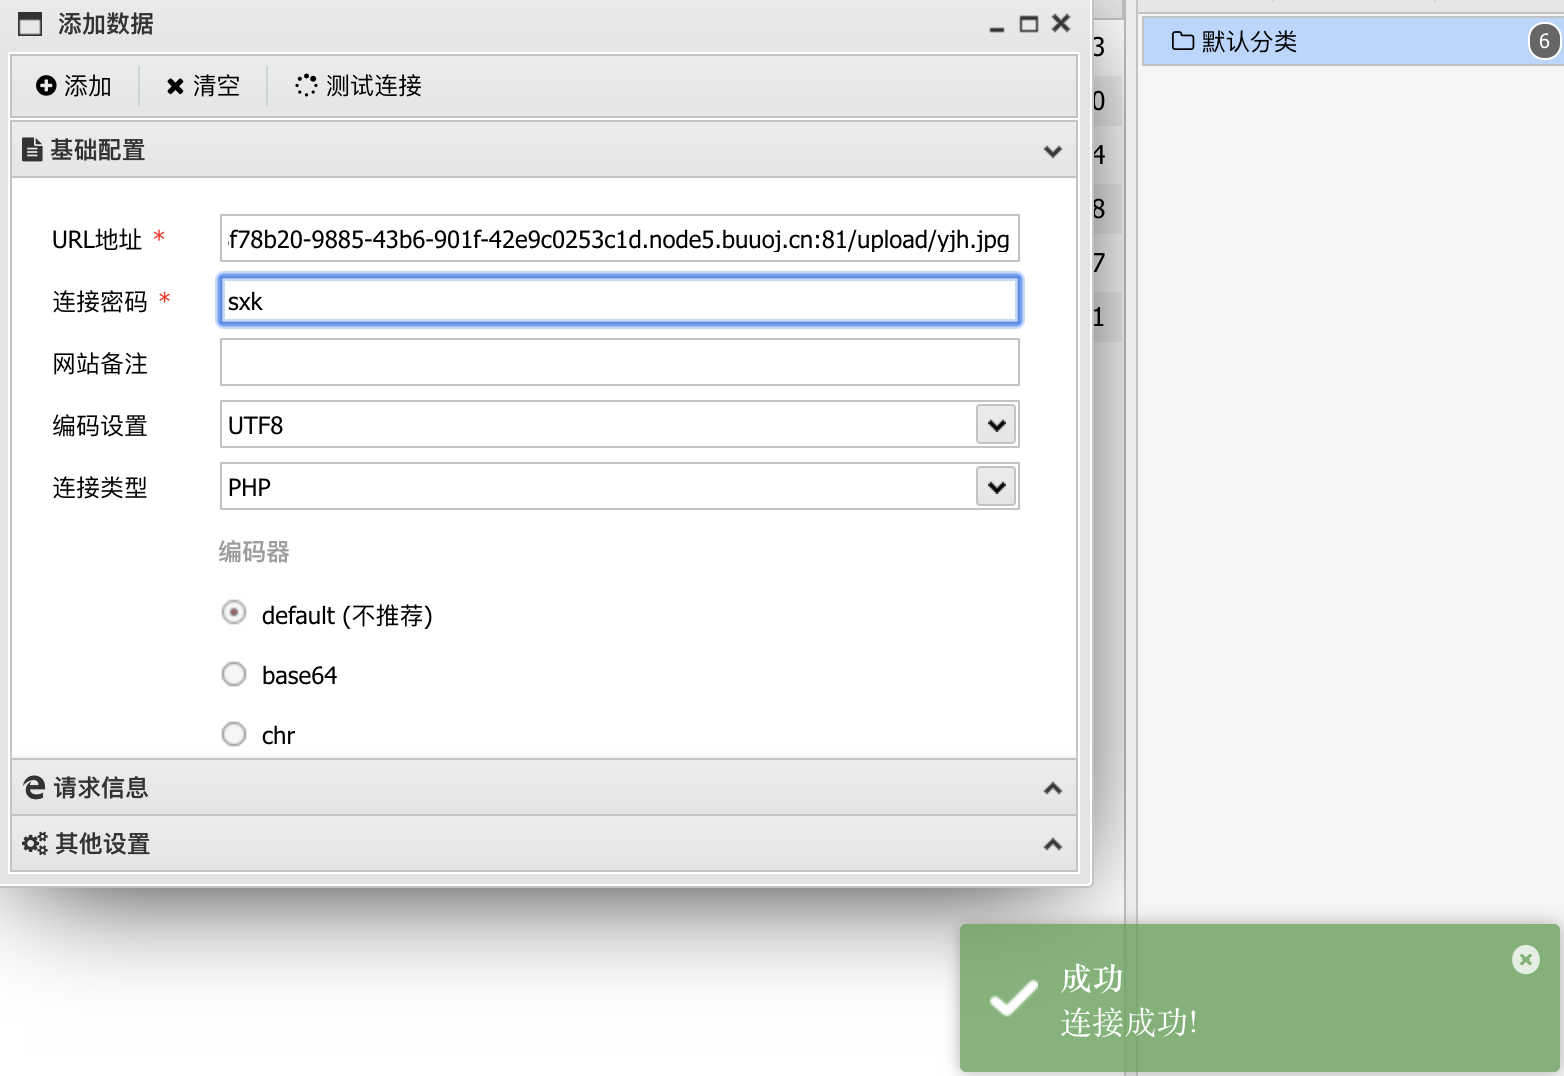 添加数据
添加
清空
测试连接
基础配置
URL地址 *
f78b20-9885-43b6-901f-42e9c0253c1d.node5.buuoj.cn:81/upload/yjh.jpg
连接密码 *
sxk
网站备注
编码设置
UTF8
连接类型
PHP
编码器
default (不推荐)
base64
chr
请求信息
其他设置
3
0
4
8
7
1
默认分类
6
成功
连接成功!